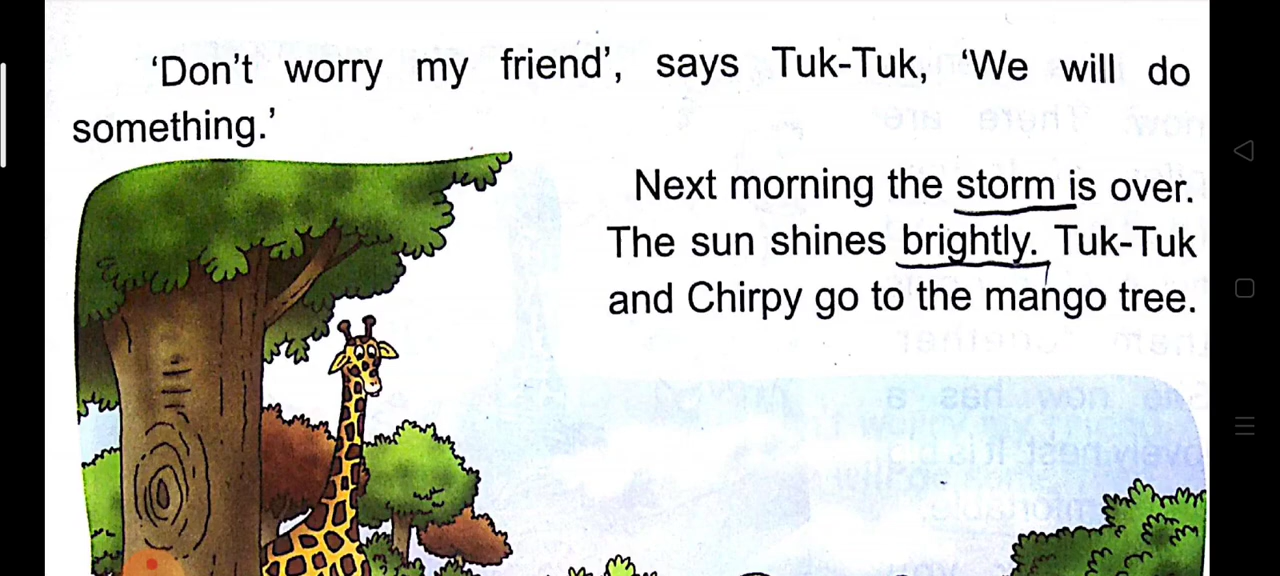 ‘Don’t worry my friend’, says Tuk-Tuk, ‘We will do
something.’
Next morning the storm is over.
The sun shines brightly. Tuk-Tuk
and Chirpy go to the mango tree.